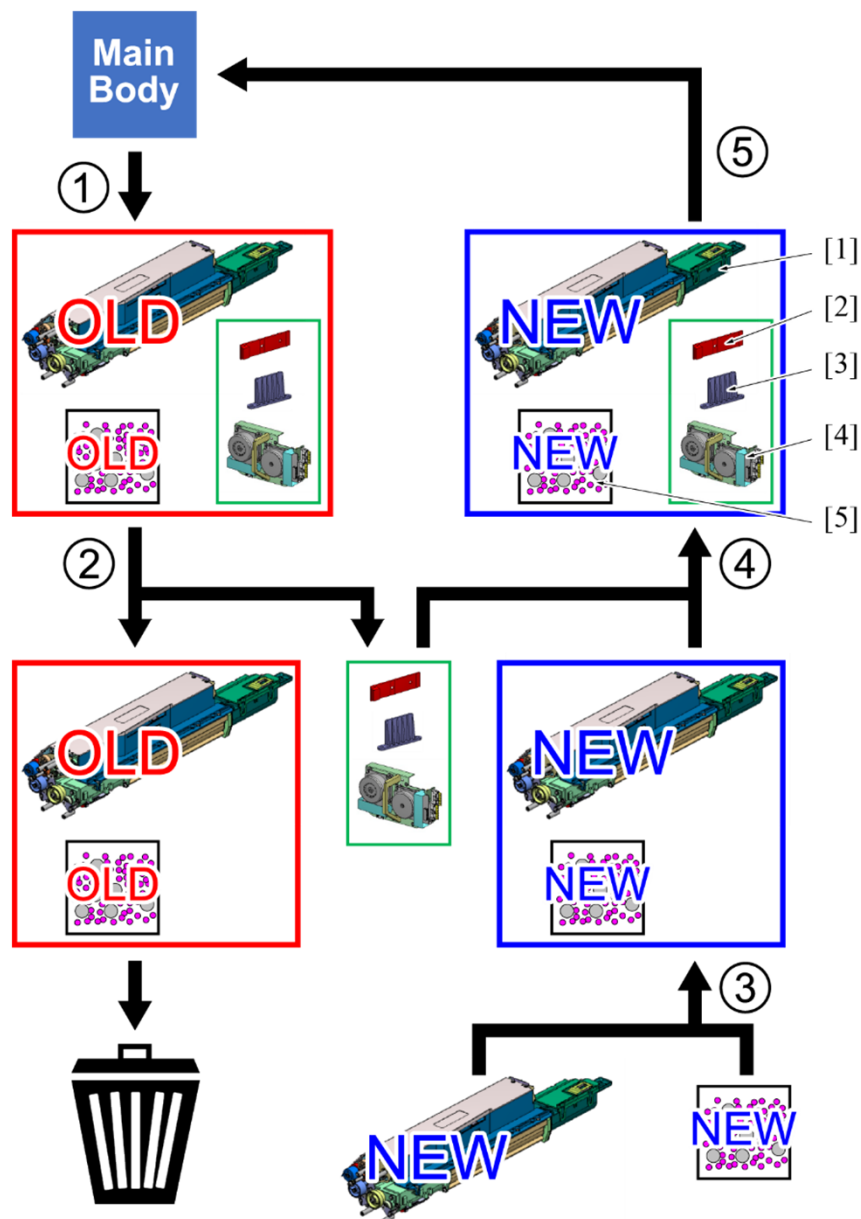 Main
Body
①
⑤
OLD
NEW
[1]
[2]
[3]
[4]
OLD
NEW
[5]
②
④
OLD
NEW
OLD
NEW
③
NEW
NEW